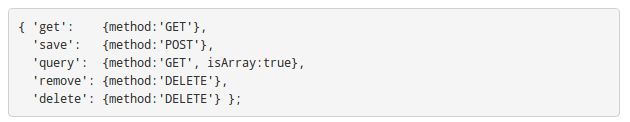 { 'get':    {method:'GET'},
  'save':   {method:'POST'},
  'query':  {method:'GET', isArray:true},
  'remove': {method:'DELETE'},
  'delete': {method:'DELETE'} };